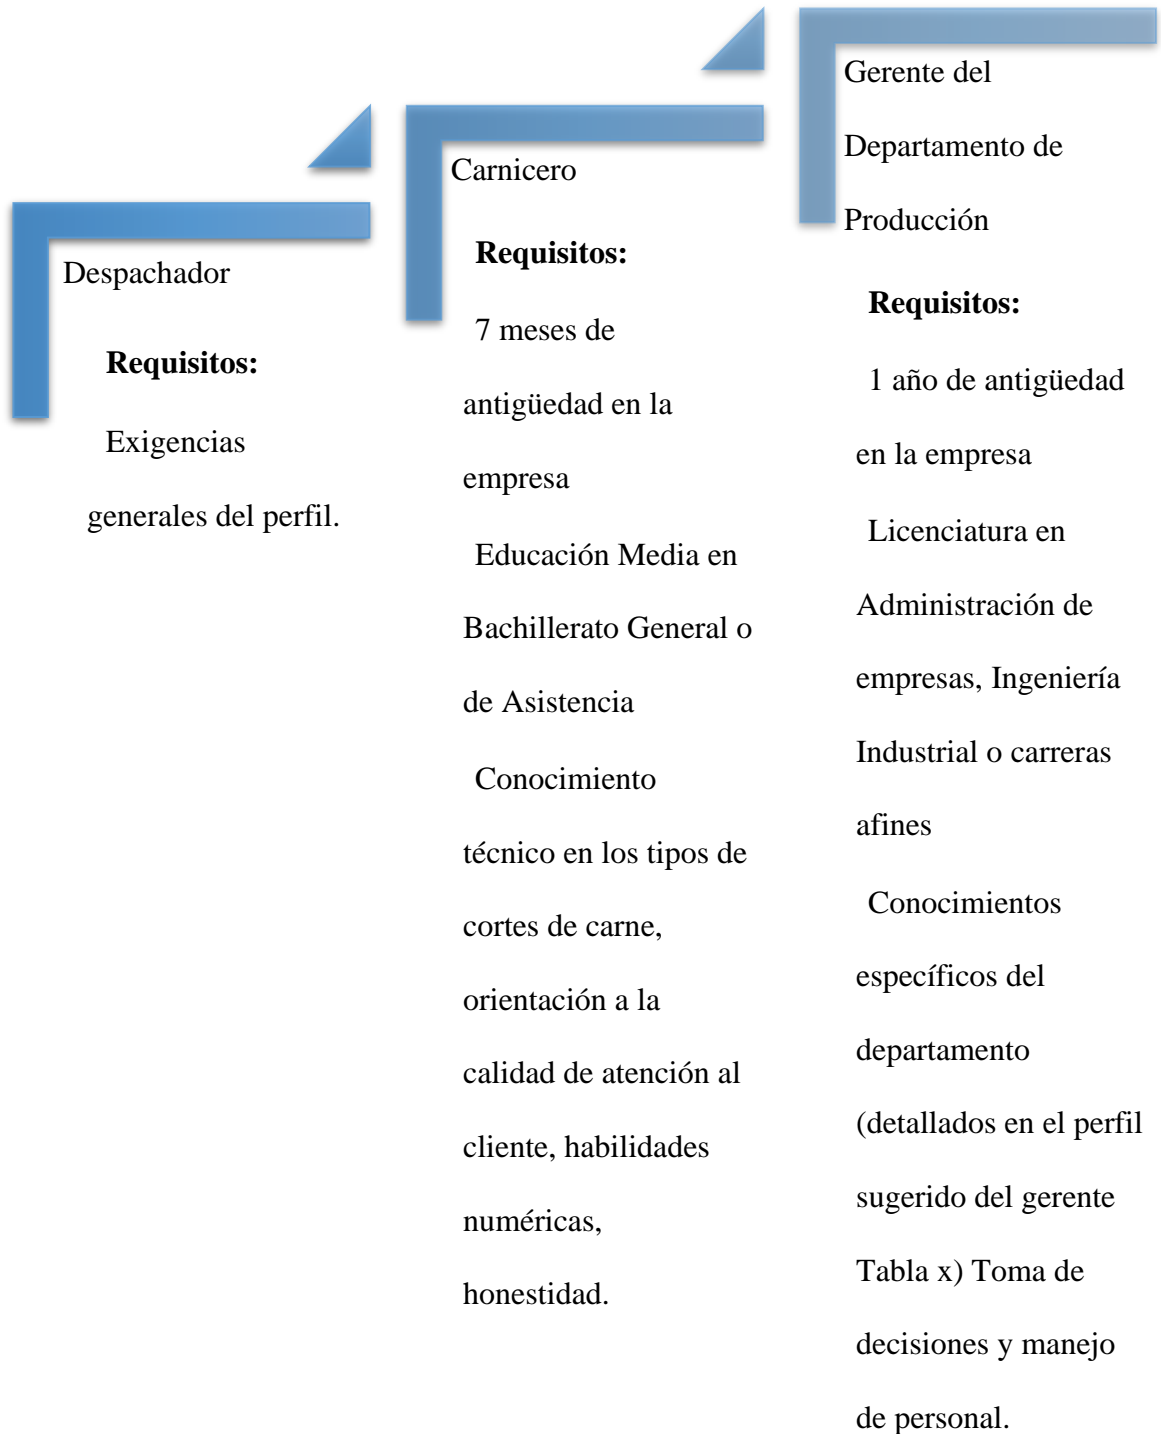 Despachador
Requisitos:
Exigencias
generales del perfil.
Carnicero
Requisitos:
7 meses de
antigüedad en la
empresa
Educación Media en
Bachillerato General o
de Asistencia
Conocimiento
técnico en los tipos de
cortes de carne,
orientación a la
calidad de atención al
cliente, habilidades
numéricas,
honestidad.
Gerente del
Departamento de
Producción
Requisitos:
1 año de antigüedad
en la empresa
Licenciatura en
Administración de
empresas, Ingeniería
Industrial o carreras
afines
Conocimientos
específicos del
departamento
(detallados en el perfil
sugerido del gerente
Tabla x) Toma de
decisiones y manejo
de personal.